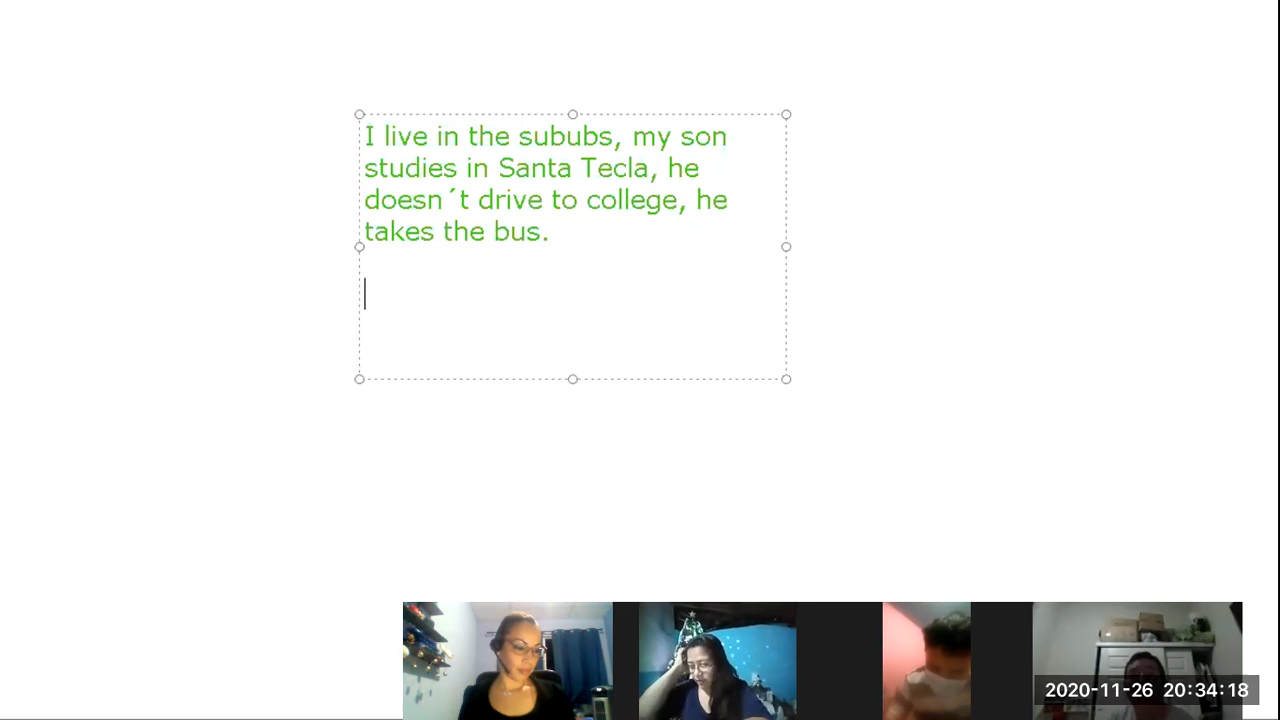 I live in the sububs, my son
studies in Santa Tecla, he
doesn´t drive to college, he
takes the bus.
2020-11-26 20:34:18